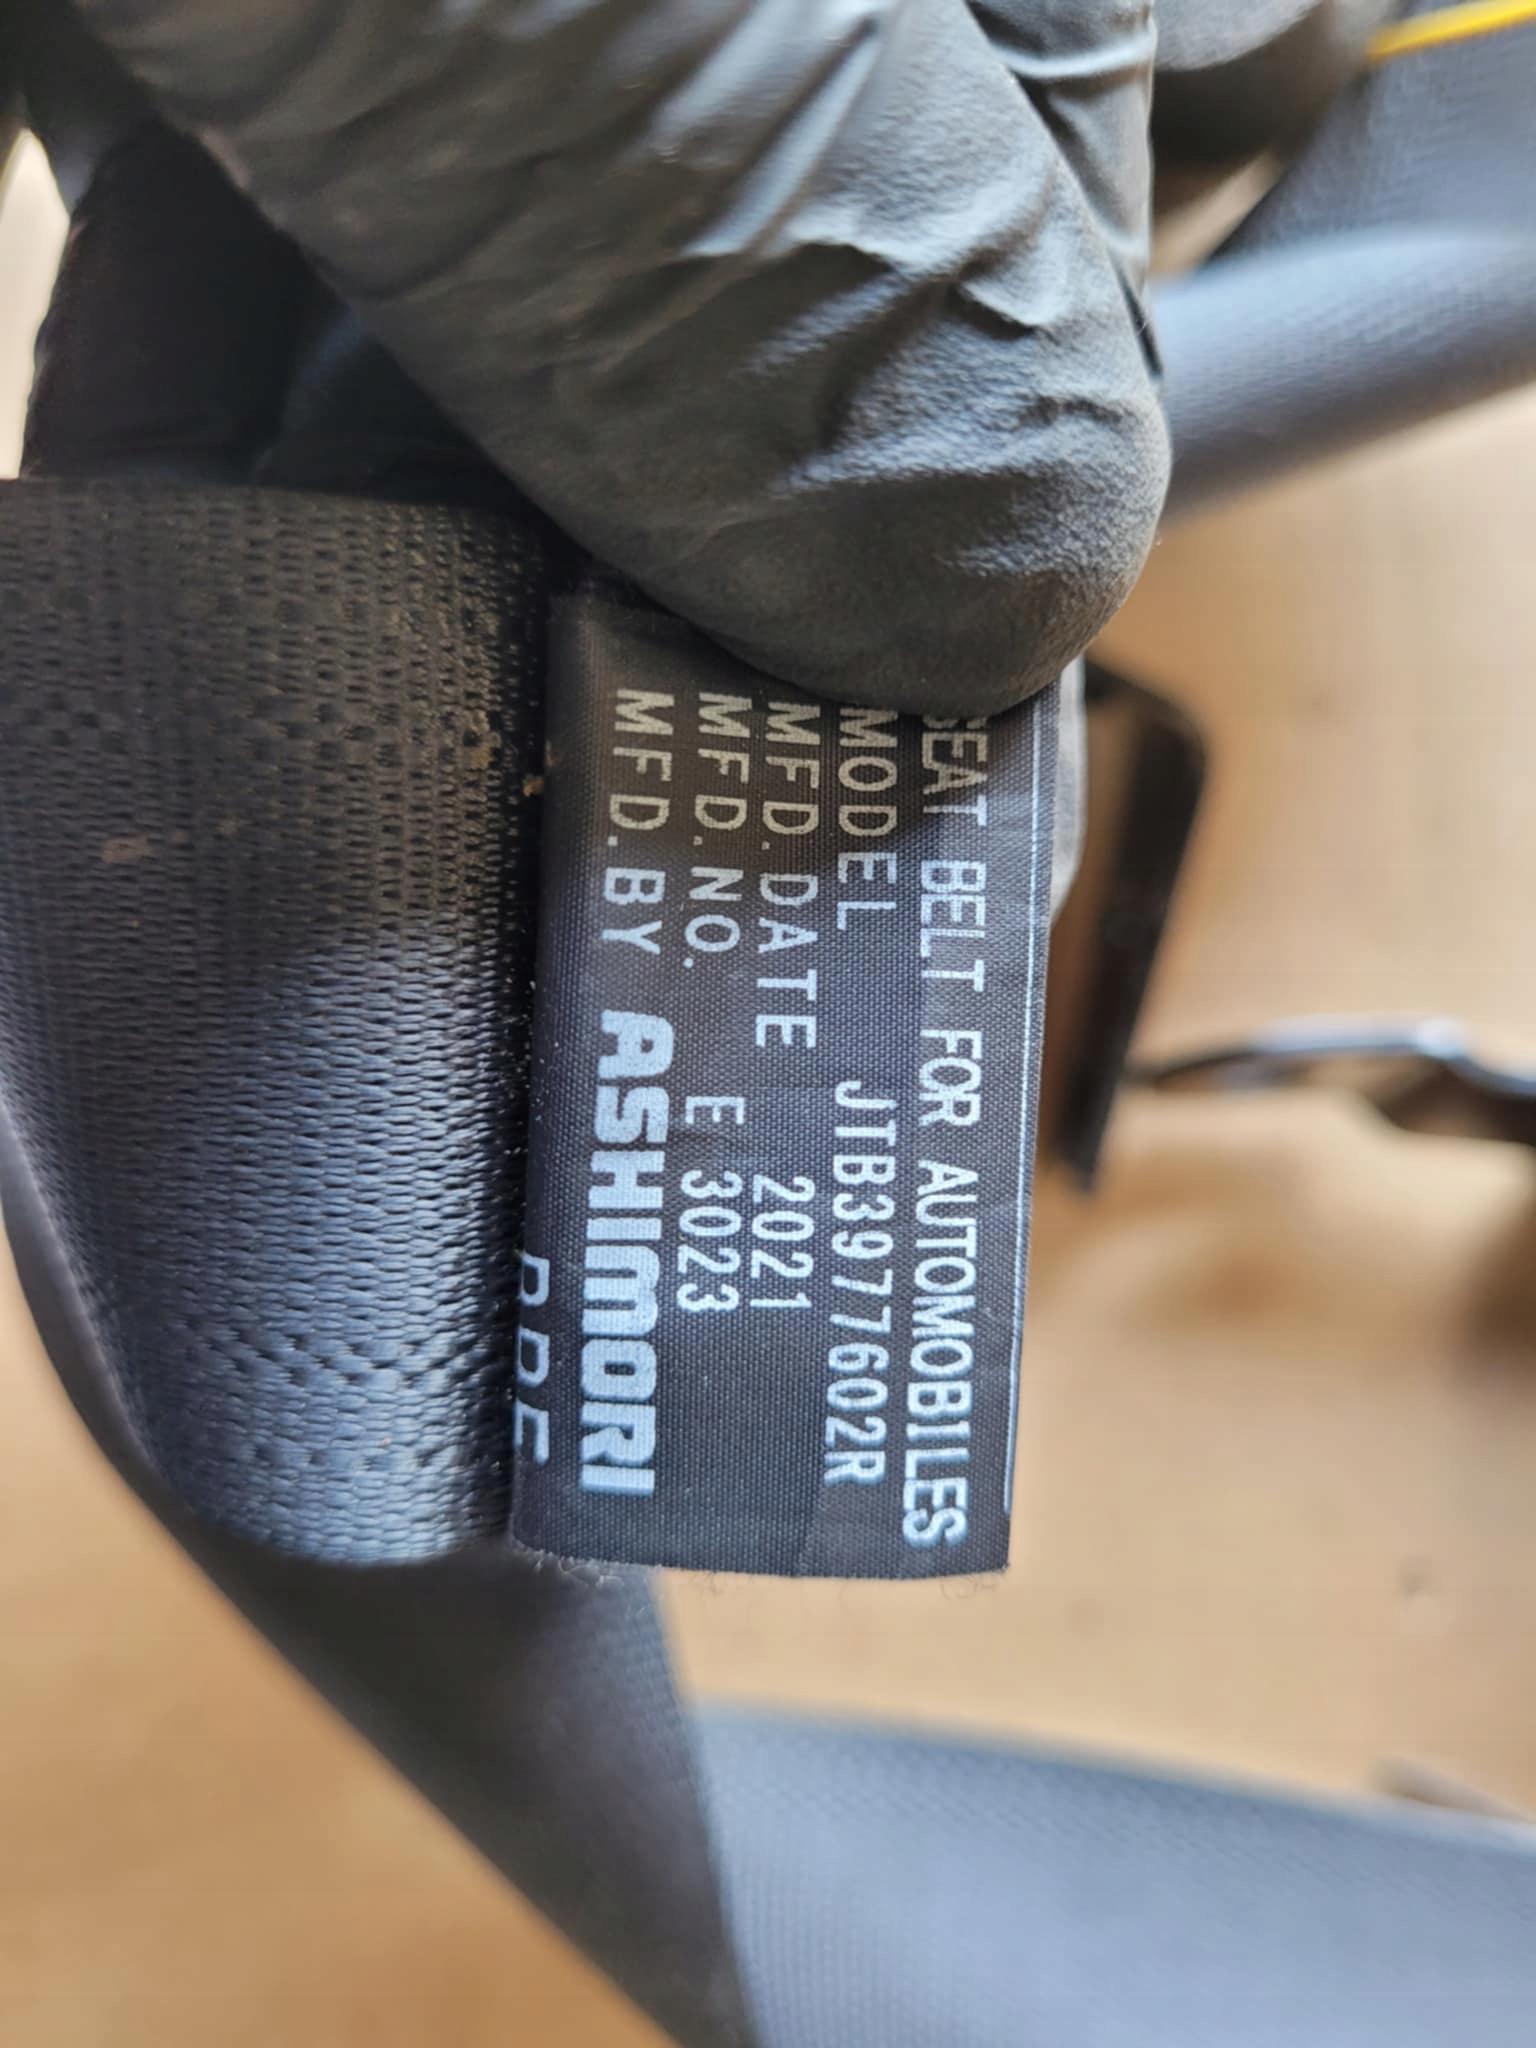 SEAT BELT FOR AUTOMOBILES
MODEL JTB3977602R
MFD. DATE 2021
MFD. NO. E 3023
MFD. BY ASHIMORI